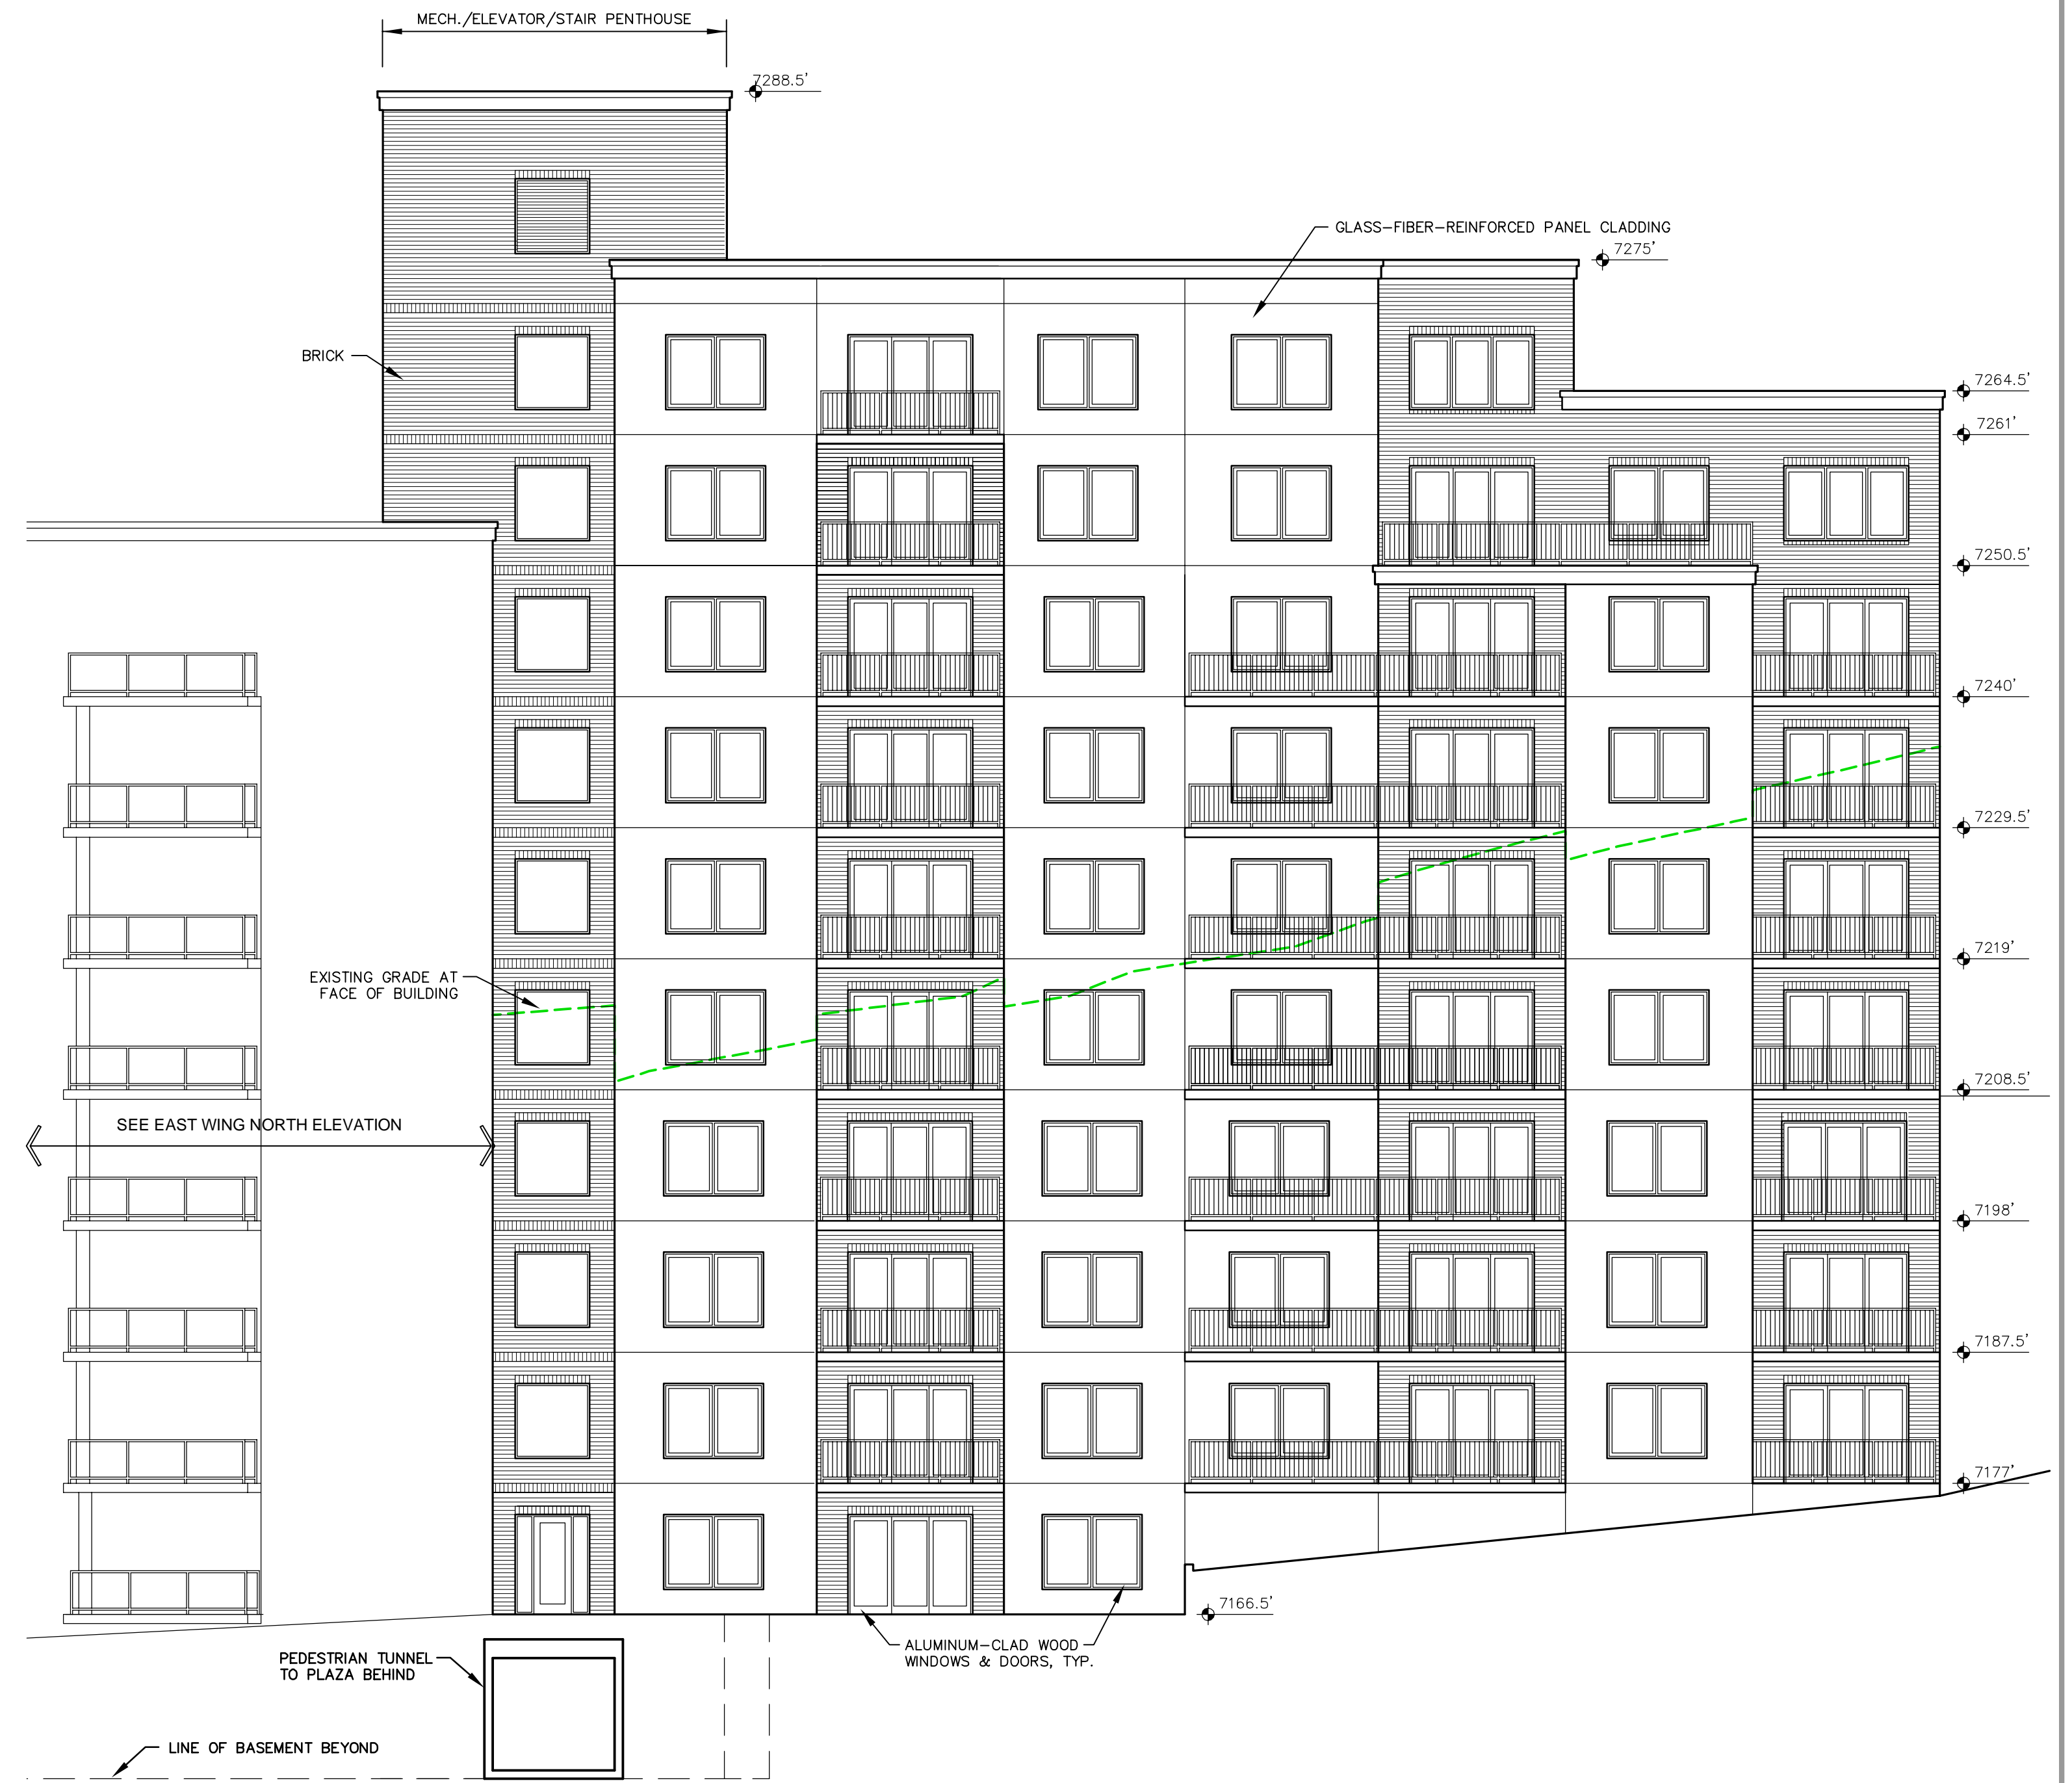 MECH./ELEVATOR/STAIR PENTHOUSE
7288.5'
GLASS-FIBER-REINFORCED PANEL CLADDING
7275'
BRICK
7264.5'
7261'
7250.5'
7240'
7229.5'
7219'
EXISTING GRADE AT
FACE OF BUILDING
7208.5'
SEE EAST WING NORTH ELEVATION
7198'
7187.5'
7177'
7166.5'
ALUMINUM-CLAD WOOD
WINDOWS & DOORS, TYP.
PEDESTRIAN TUNNEL
TO PLAZA BEHIND
LINE OF BASEMENT BEYOND